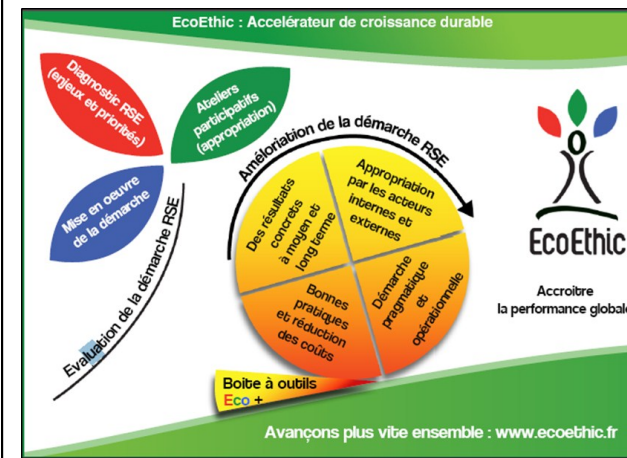 EcoEthic : Accelérateur de croissance durable
Diagnostic RSE
(enjeux et priorités)
Ateliers
participatifs
(appropriation)
Mise en oeuvre
de la démarche
Evaluation de la démarche RSE
Amélioriation de la démarche RSE
Des résultats
concrets
à moyen et
long terme
Appropriation
par les acteurs
internes et
externes
Bonnes
pratiques
et réduction
des coûts
Démarche
pragmatique
et
opérationnelle
Boite à outils
Eco +
EcoEthic
Accroître
la performance globale
Avançons plus vite ensemble : www.ecoethic.fr